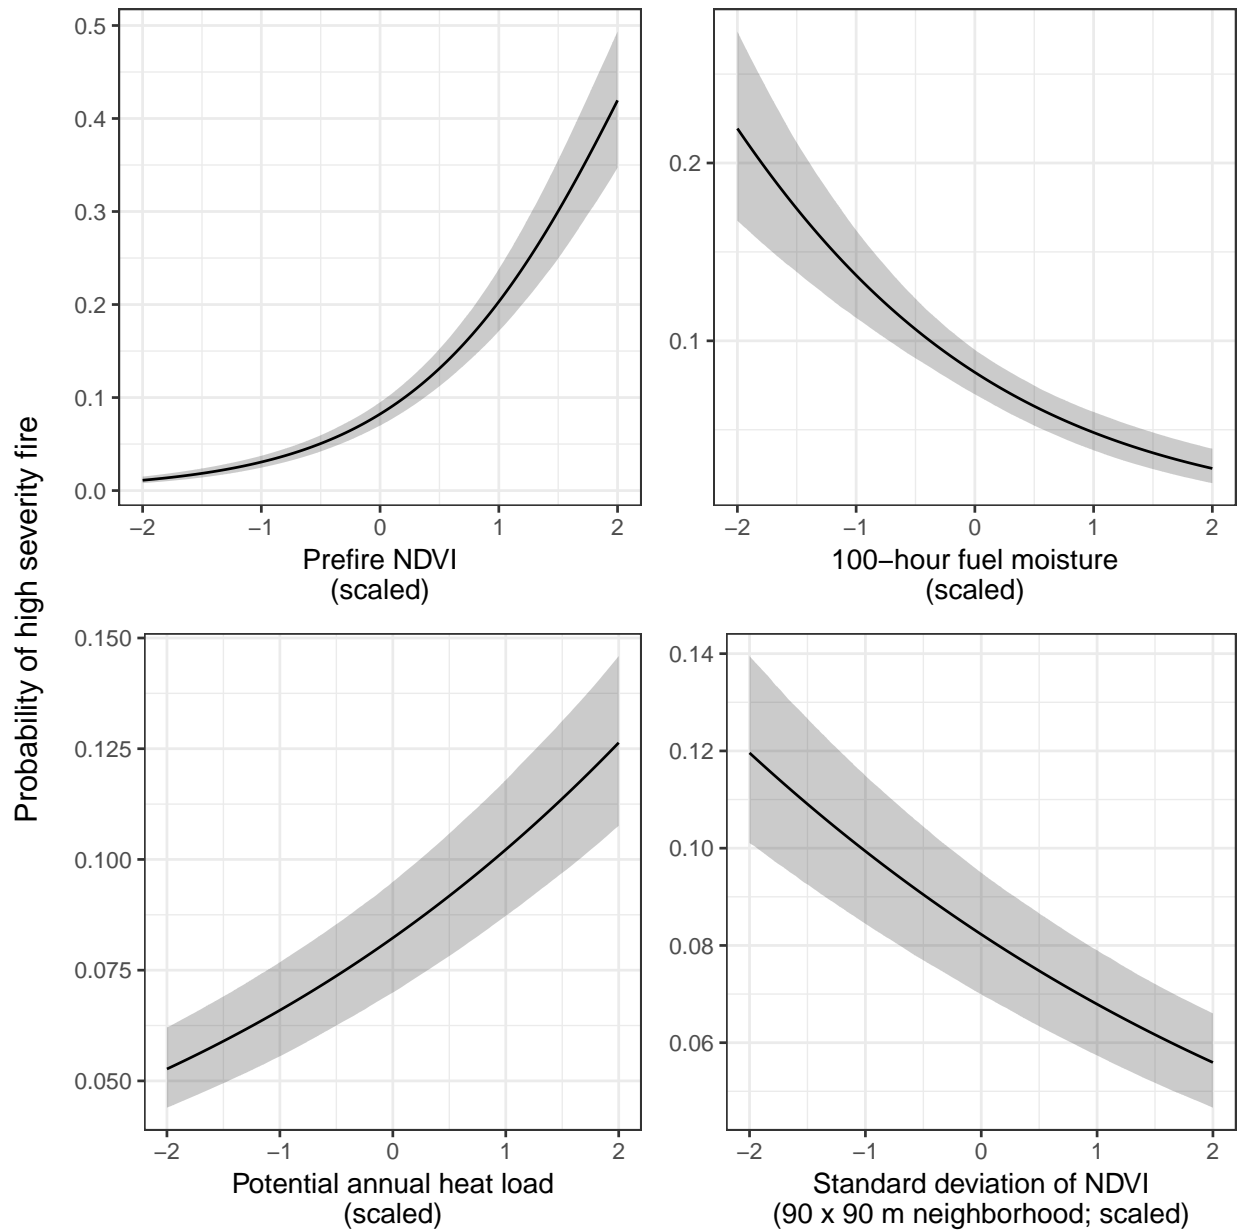 Probability of high severity fire
0.5
0.4
0.3
0.2
0.1
0.0
−2 −1 0 1 2
Prefire NDVI
(scaled)
0.2
0.1
−2 −1 0 1 2
100−hour fuel moisture
(scaled)
0.150
0.125
0.100
0.075
0.050
−2 −1 0 1 2
Potential annual heat load
(scaled)
0.14
0.12
0.10
0.08
0.06
−2 −1 0 1 2
Standard deviation of NDVI
(90 x 90 m neighborhood; scaled)